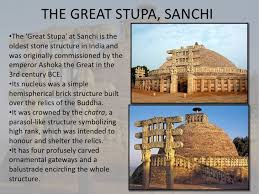 THE GREAT STUPA, SANCHI
•The 'Great Stupa' at Sanchi is the
oldest stone structure in India and
was originally commissioned by the
emperor Ashoka the Great in the
3rd century BCE.
•Its nucleus was a simple
hemispherical brick structure built
over the relics of the Buddha.
•It was crowned by the chatra, a
parasol-like structure symbolizing
high rank, which was intended to
honour and shelter the relics.
•It has four profusely carved
ornamental gateways and a
balustrade encircling the whole
structure.